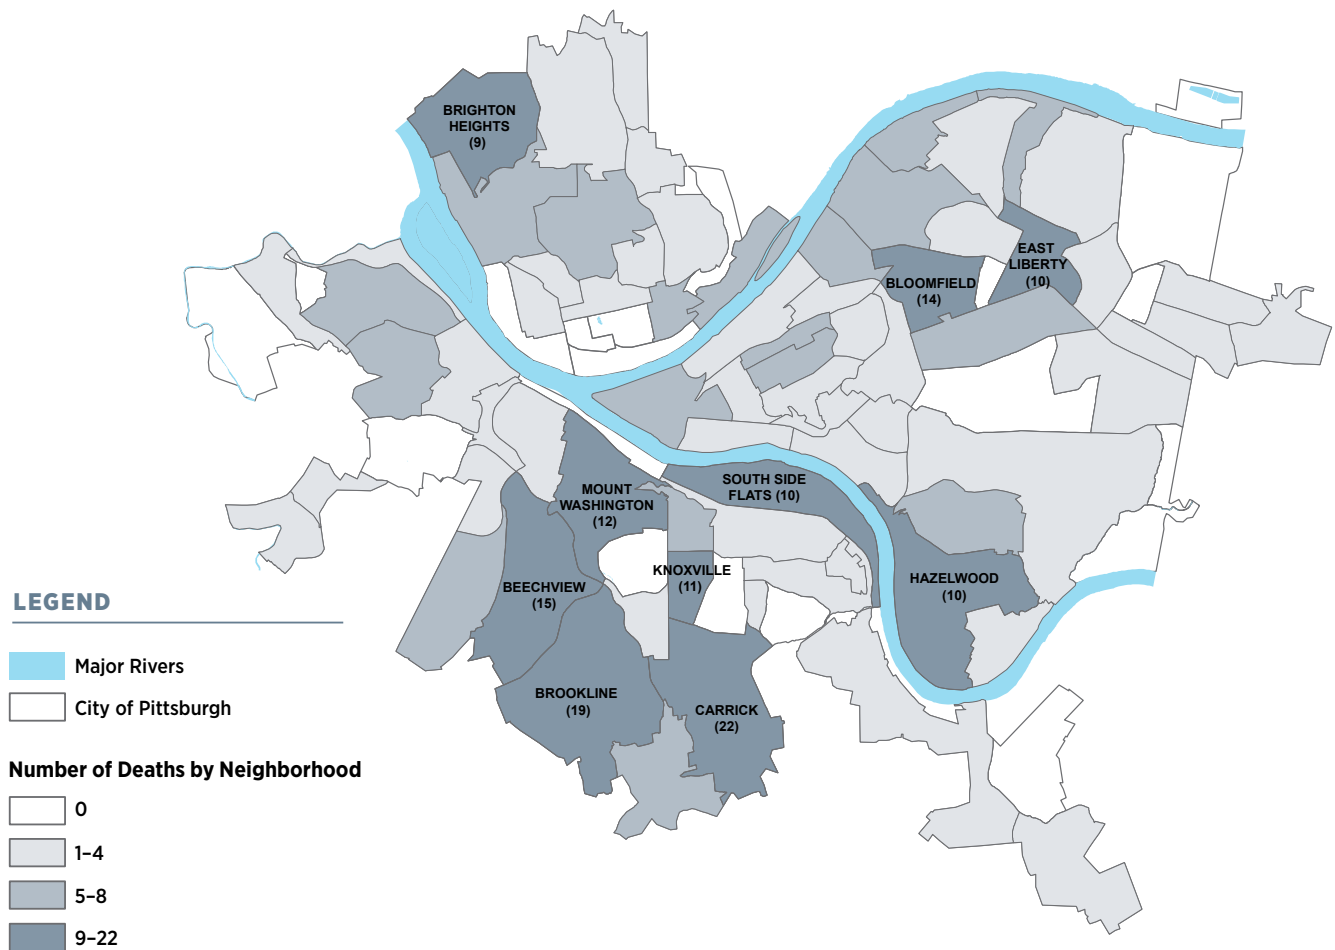 BRIGHTON
HEIGHTS
(9)
EAST
LIBERTY
(10)
BLOOMFIELD
(14)
SOUTH SIDE
FLATS (10)
MOUNT
WASHINGTON
(12)
KNOXVILLE
(11)
HAZELWOOD
(10)
BEECHVIEW
(15)
BROOKLINE
(19)
CARRICK
(22)
LEGEND
Major Rivers
City of Pittsburgh
Number of Deaths by Neighborhood
0
1–4
5–8
9–22